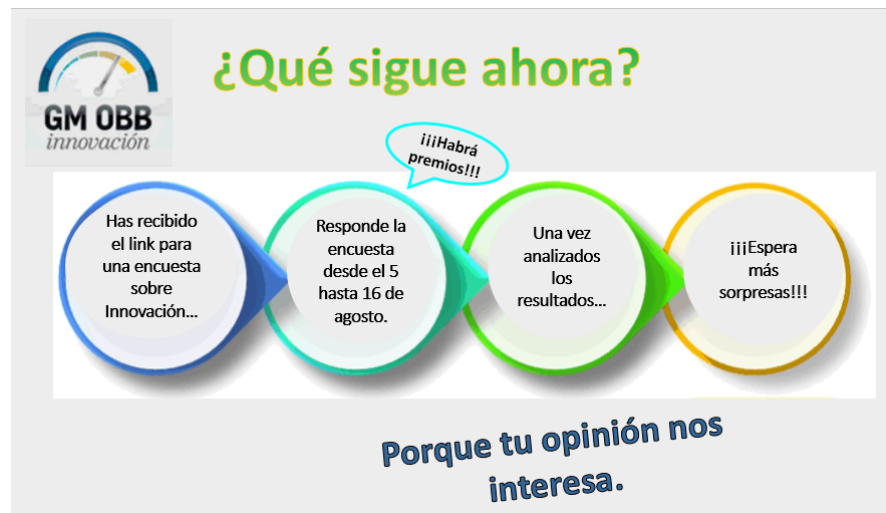 GM OBB
innovación
¿Qué sigue ahora?
¡¡¡Habrá
premios!!!
Has recibido
el link para
una encuesta
sobre
Innovación...
Responde la
encuesta
desde el 5
hasta 16 de
agosto.
Una vez
analizados
los
resultados...
¡¡¡Espera
más
sorpresas!!!
Porque tu opinión nos
interesa.